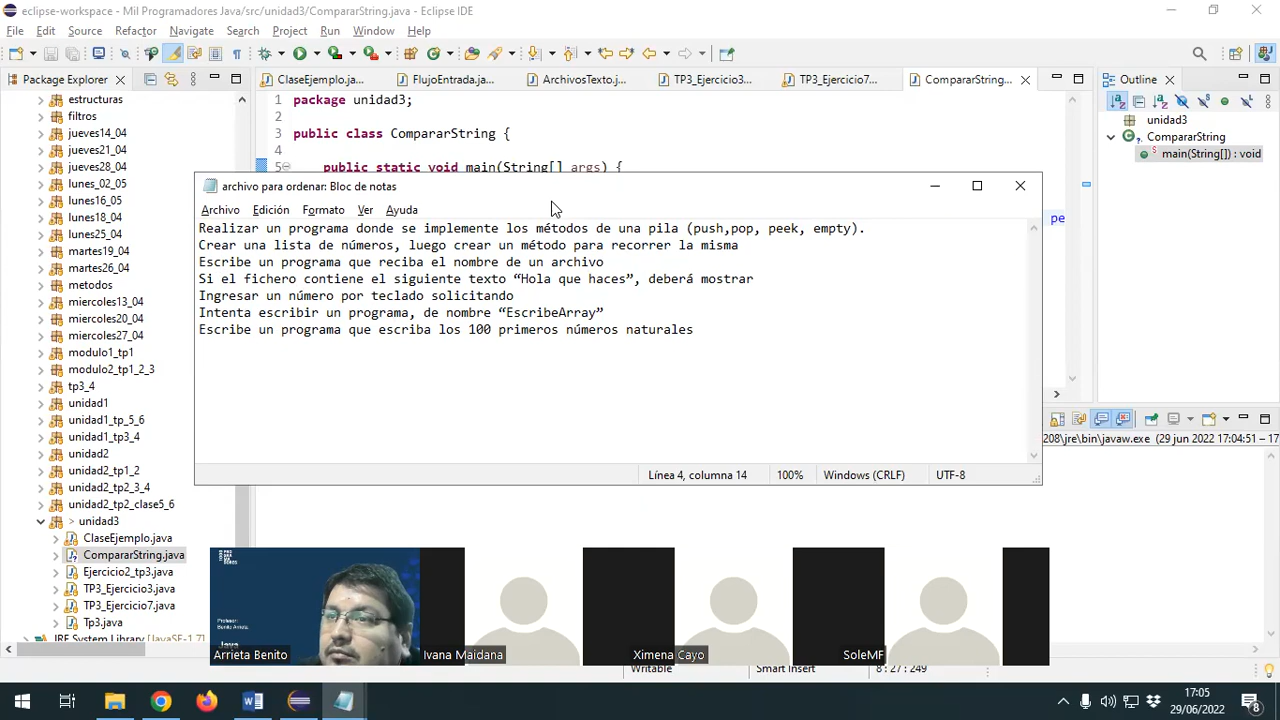 eclipse-workspace - Mil Programadores Java/src/unidad3/CompararString.java - Eclipse IDE
File Edit Source Refactor Navigate Search Project Run Window Help
Package Explorer
ClaseEjemplo.ja...
FlujoEntrada.ja...
ArchivosTexto.j...
TP3_Ejercicio3...
TP3_Ejercicio7...
CompararString...
Outline
estructuras
filtros
jueves14_04
jueves21_04
jueves28_04
lunes_02_05
lunes16_05
lunes18_04
lunes25_04
martes19_04
martes26_04
metodos
miercoles13_04
miercoles20_04
miercoles27_04
modulo1_tp1
modulo2_tp1_2_3
tp3_4
unidad1
unidad1_tp_5_6
unidad1_tp3_4
unidad2
unidad2_tp1_2
unidad2_tp2_3_4
unidad2_tp2_clase5_6
> unidad3
ClaseEjemplo.java
CompararString.java
Ejercicio2_tp3.java
TP3_Ejercicio3.java
TP3_Ejercicio7.java
Tp3.java
JRE System Library [JavaSE-1.7]
1 package unidad3;
2
3 public class CompararString {
4
5 public static void main(String[] args) {
pe
unidad3
CompararString
main(String[]) : void
archivo para ordenar: Bloc de notas
Archivo Edición Formato Ver Ayuda
Realizar un programa donde se implemente los métodos de una pila (push,pop, peek, empty).
Crear una lista de números, luego crear un método para recorrer la misma
Escribe un programa que reciba el nombre de un archivo
Si el fichero contiene el siguiente texto “Hola que haces”, deberá mostrar
Ingresar un número por teclado solicitando
Intenta escribir un programa, de nombre “EscribeArray”
Escribe un programa que escriba los 100 primeros números naturales
Línea 4, columna 14 100% Windows (CRLF) UTF-8
208\jre\bin\javaw.exe (29 jun 2022 17:04:51 – 17
Profesor:
Benito Arrieta.
Java
Arrieta Benito
Ivana Maidana
Ximena Cayo
SoleMF
Writable Smart Insert 8 : 27 : 249
17:05
29/06/2022
8